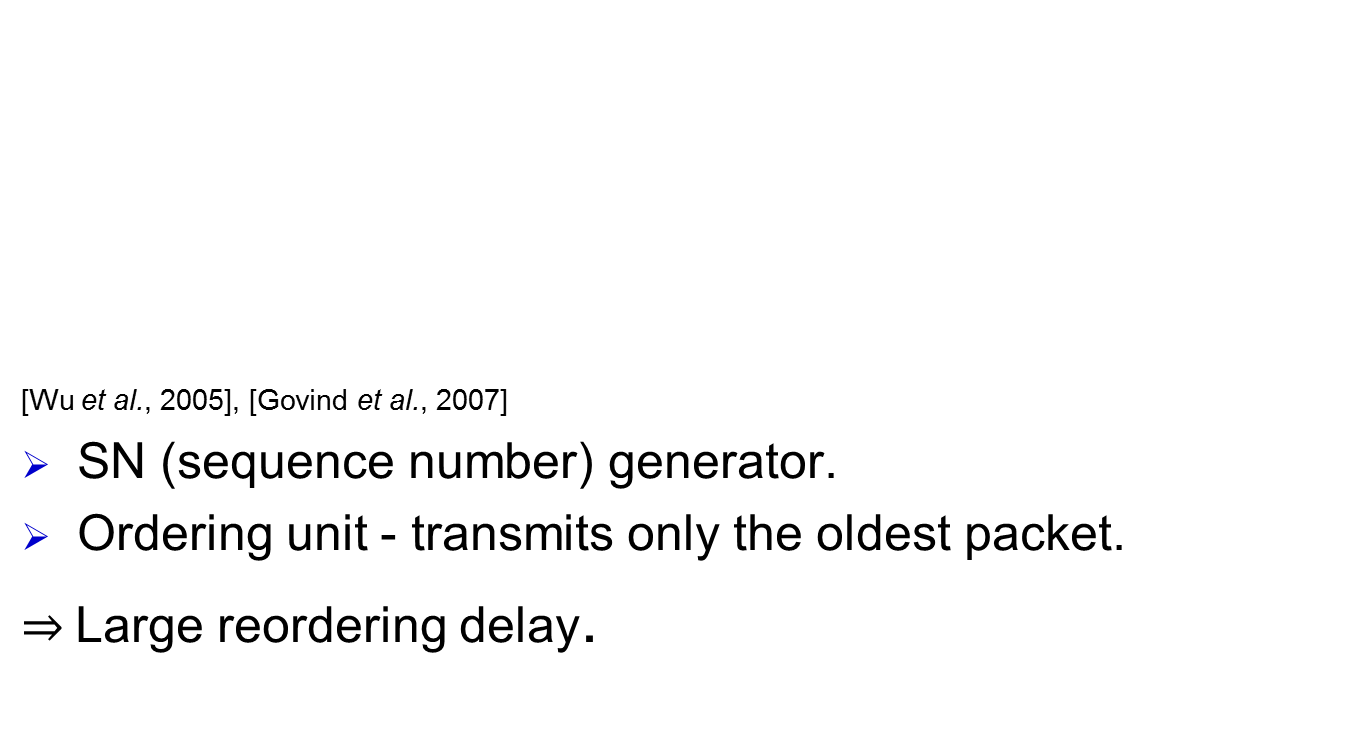 [Wu et al., 2005], [Govind et al., 2007]
➢ SN (sequence number) generator.
➢ Ordering unit - transmits only the oldest packet.
⇒ Large reordering delay.